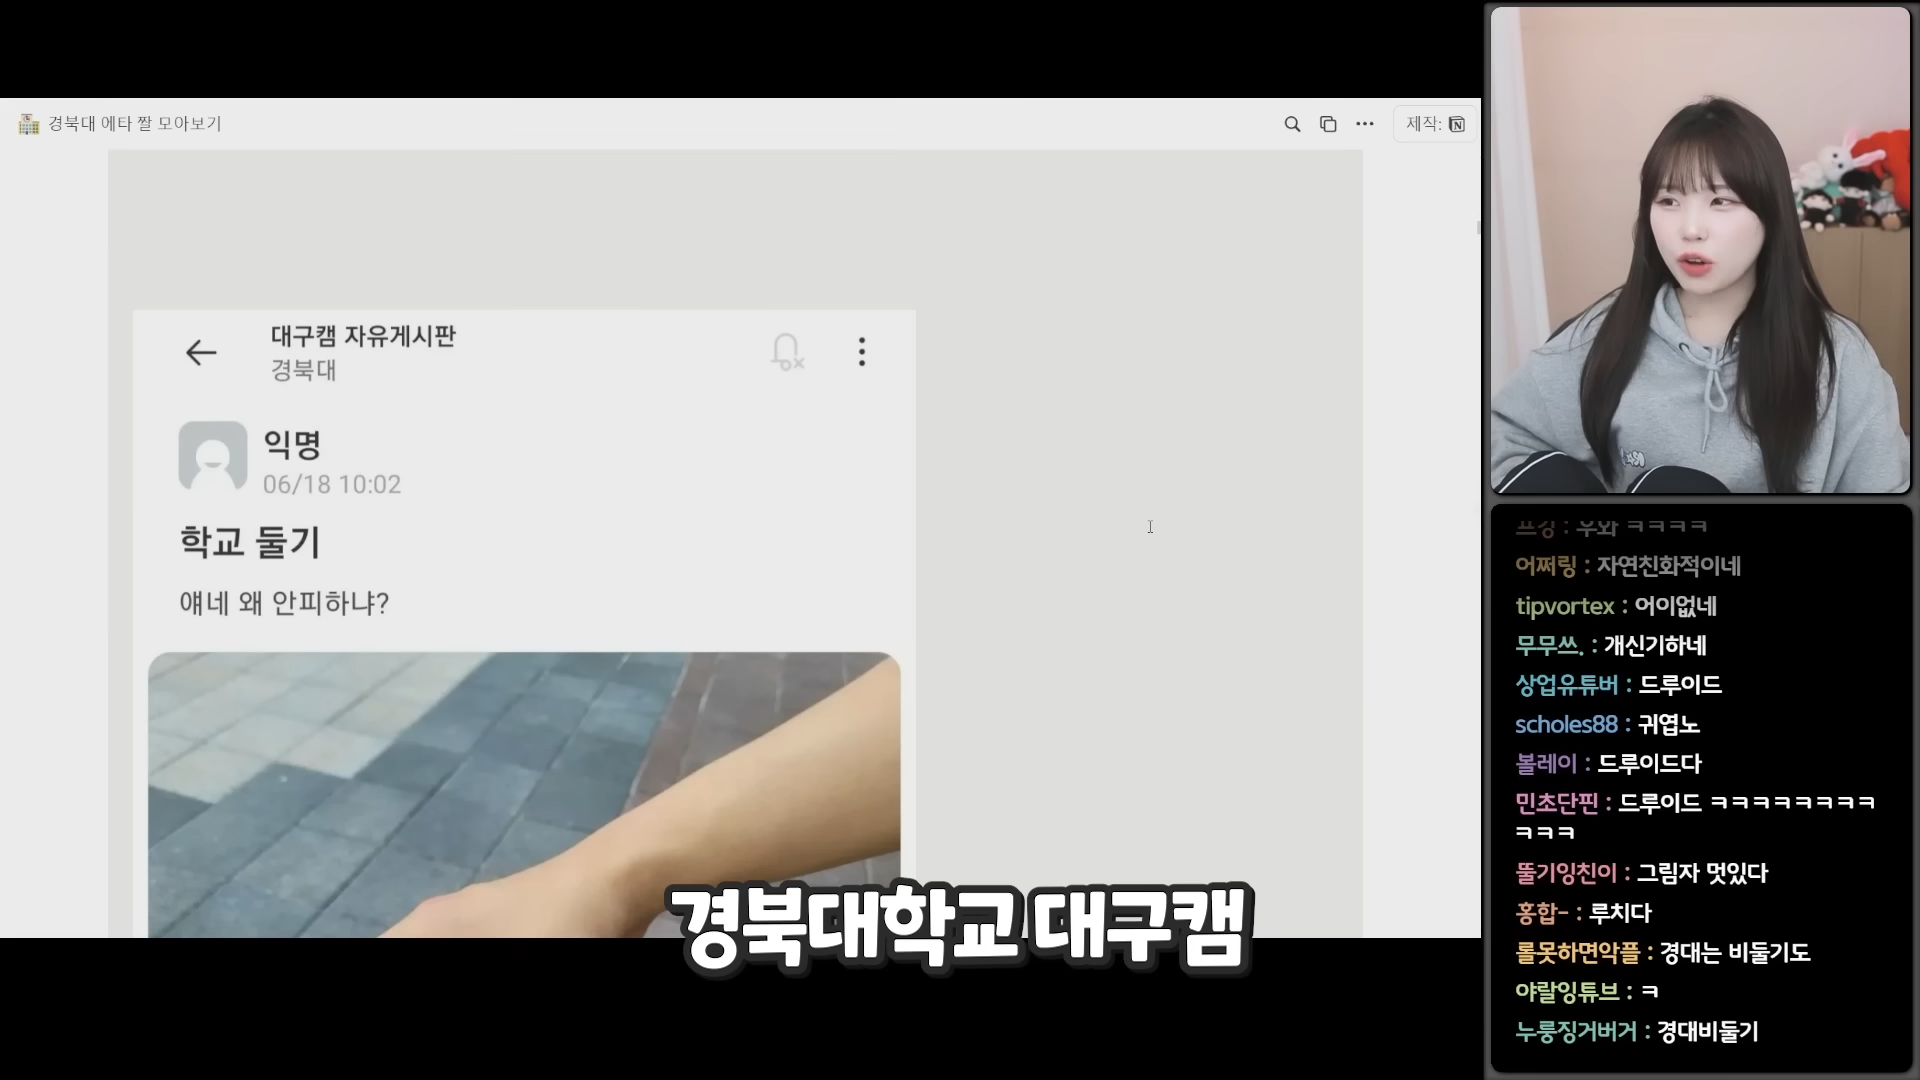 경북대 에타 짤 모아보기
제작:
대구캠 자유게시판
경북대
익명
06/18 10:02
학교 둘기
얘네 왜 안피하냐?
경북대학교 대구캠
프깅 : 우와 ㅋㅋㅋㅋ
어쩌링 : 자연친화적이네
tipvortex : 어이없네
무무쓰. : 개신기하네
상업유튜버 : 드루이드
scholes88 : 귀엽노
볼레이 : 드루이드다
민초단핀 : 드루이드 ㅋㅋㅋㅋㅋㅋㅋㅋ
ㅋㅋㅋ
뚤기잉친이 : 그림자 멋있다
홍합- : 루치다
롤못하면악플 : 경대는 비둘기도
야랄잉튜브 : ㅋ
누룽징거버거 : 경대비둘기